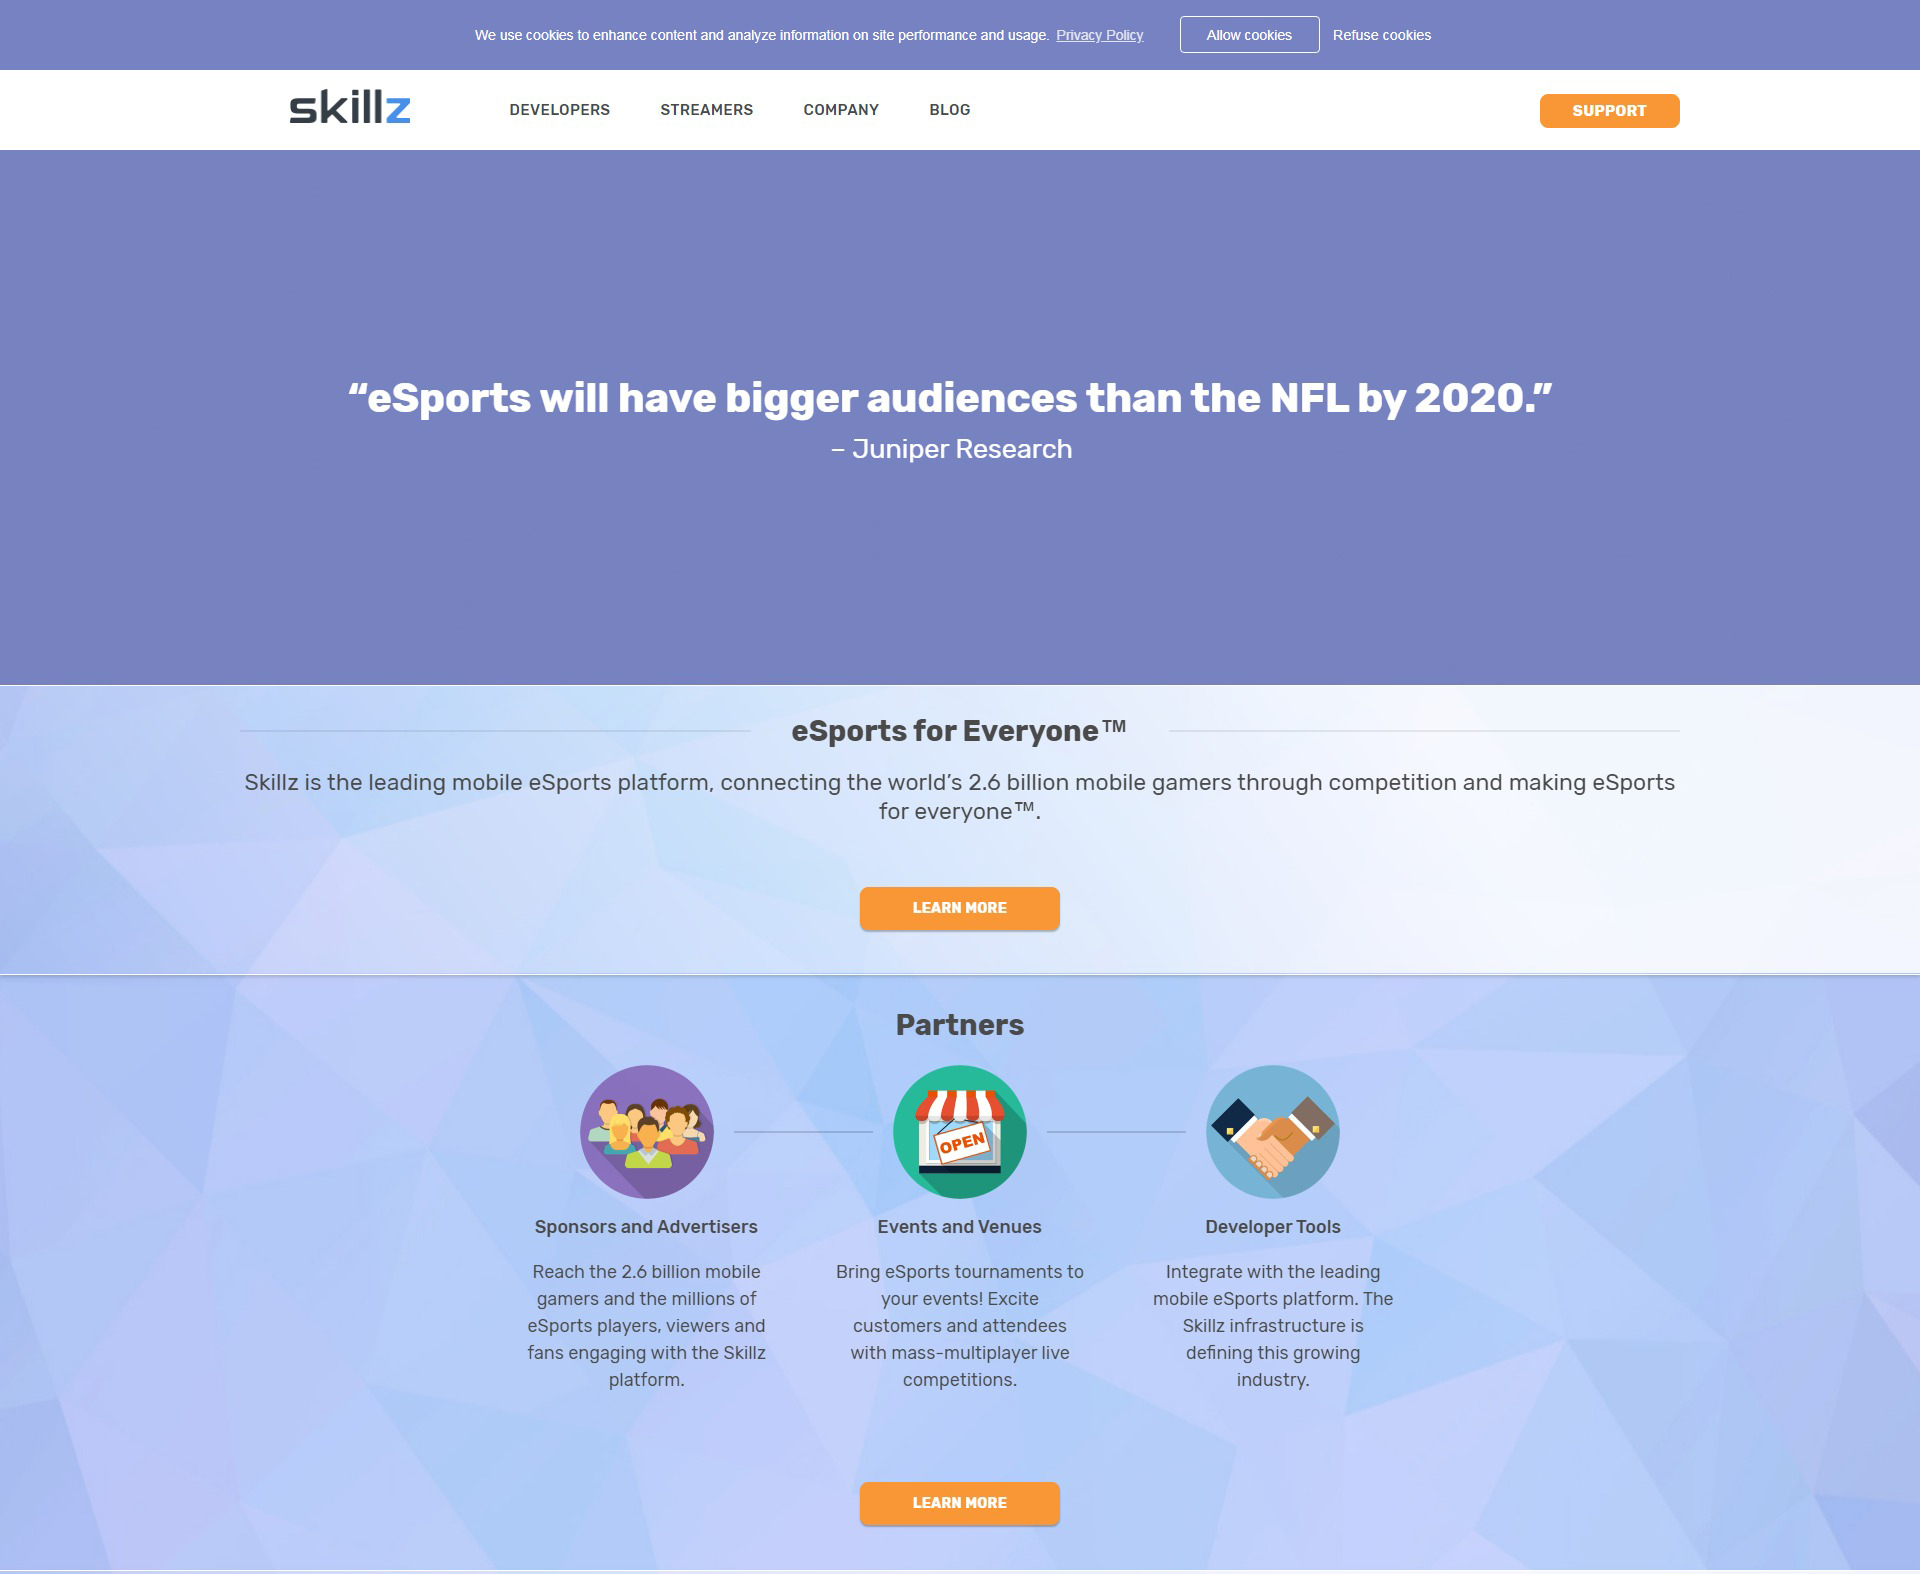 We use cookies to enhance content and analyze information on site performance and usage. Privacy Policy Allow cookies Refuse cookies
skillz DEVELOPERS STREAMERS COMPANY BLOG SUPPORT
“eSports will have bigger audiences than the NFL by 2020.”
– Juniper Research
eSports for Everyone™
Skillz is the leading mobile eSports platform, connecting the world’s 2.6 billion mobile gamers through competition and making eSports
for everyone™.
LEARN MORE
Partners
OPEN
Sponsors and Advertisers
Reach the 2.6 billion mobile
gamers and the millions of
eSports players, viewers and
fans engaging with the Skillz
platform.
Events and Venues
Bring eSports tournaments to
your events! Excite
customers and attendees
with mass-multiplayer live
competitions.
Developer Tools
Integrate with the leading
mobile eSports platform. The
Skillz infrastructure is
defining this growing
industry.
LEARN MORE